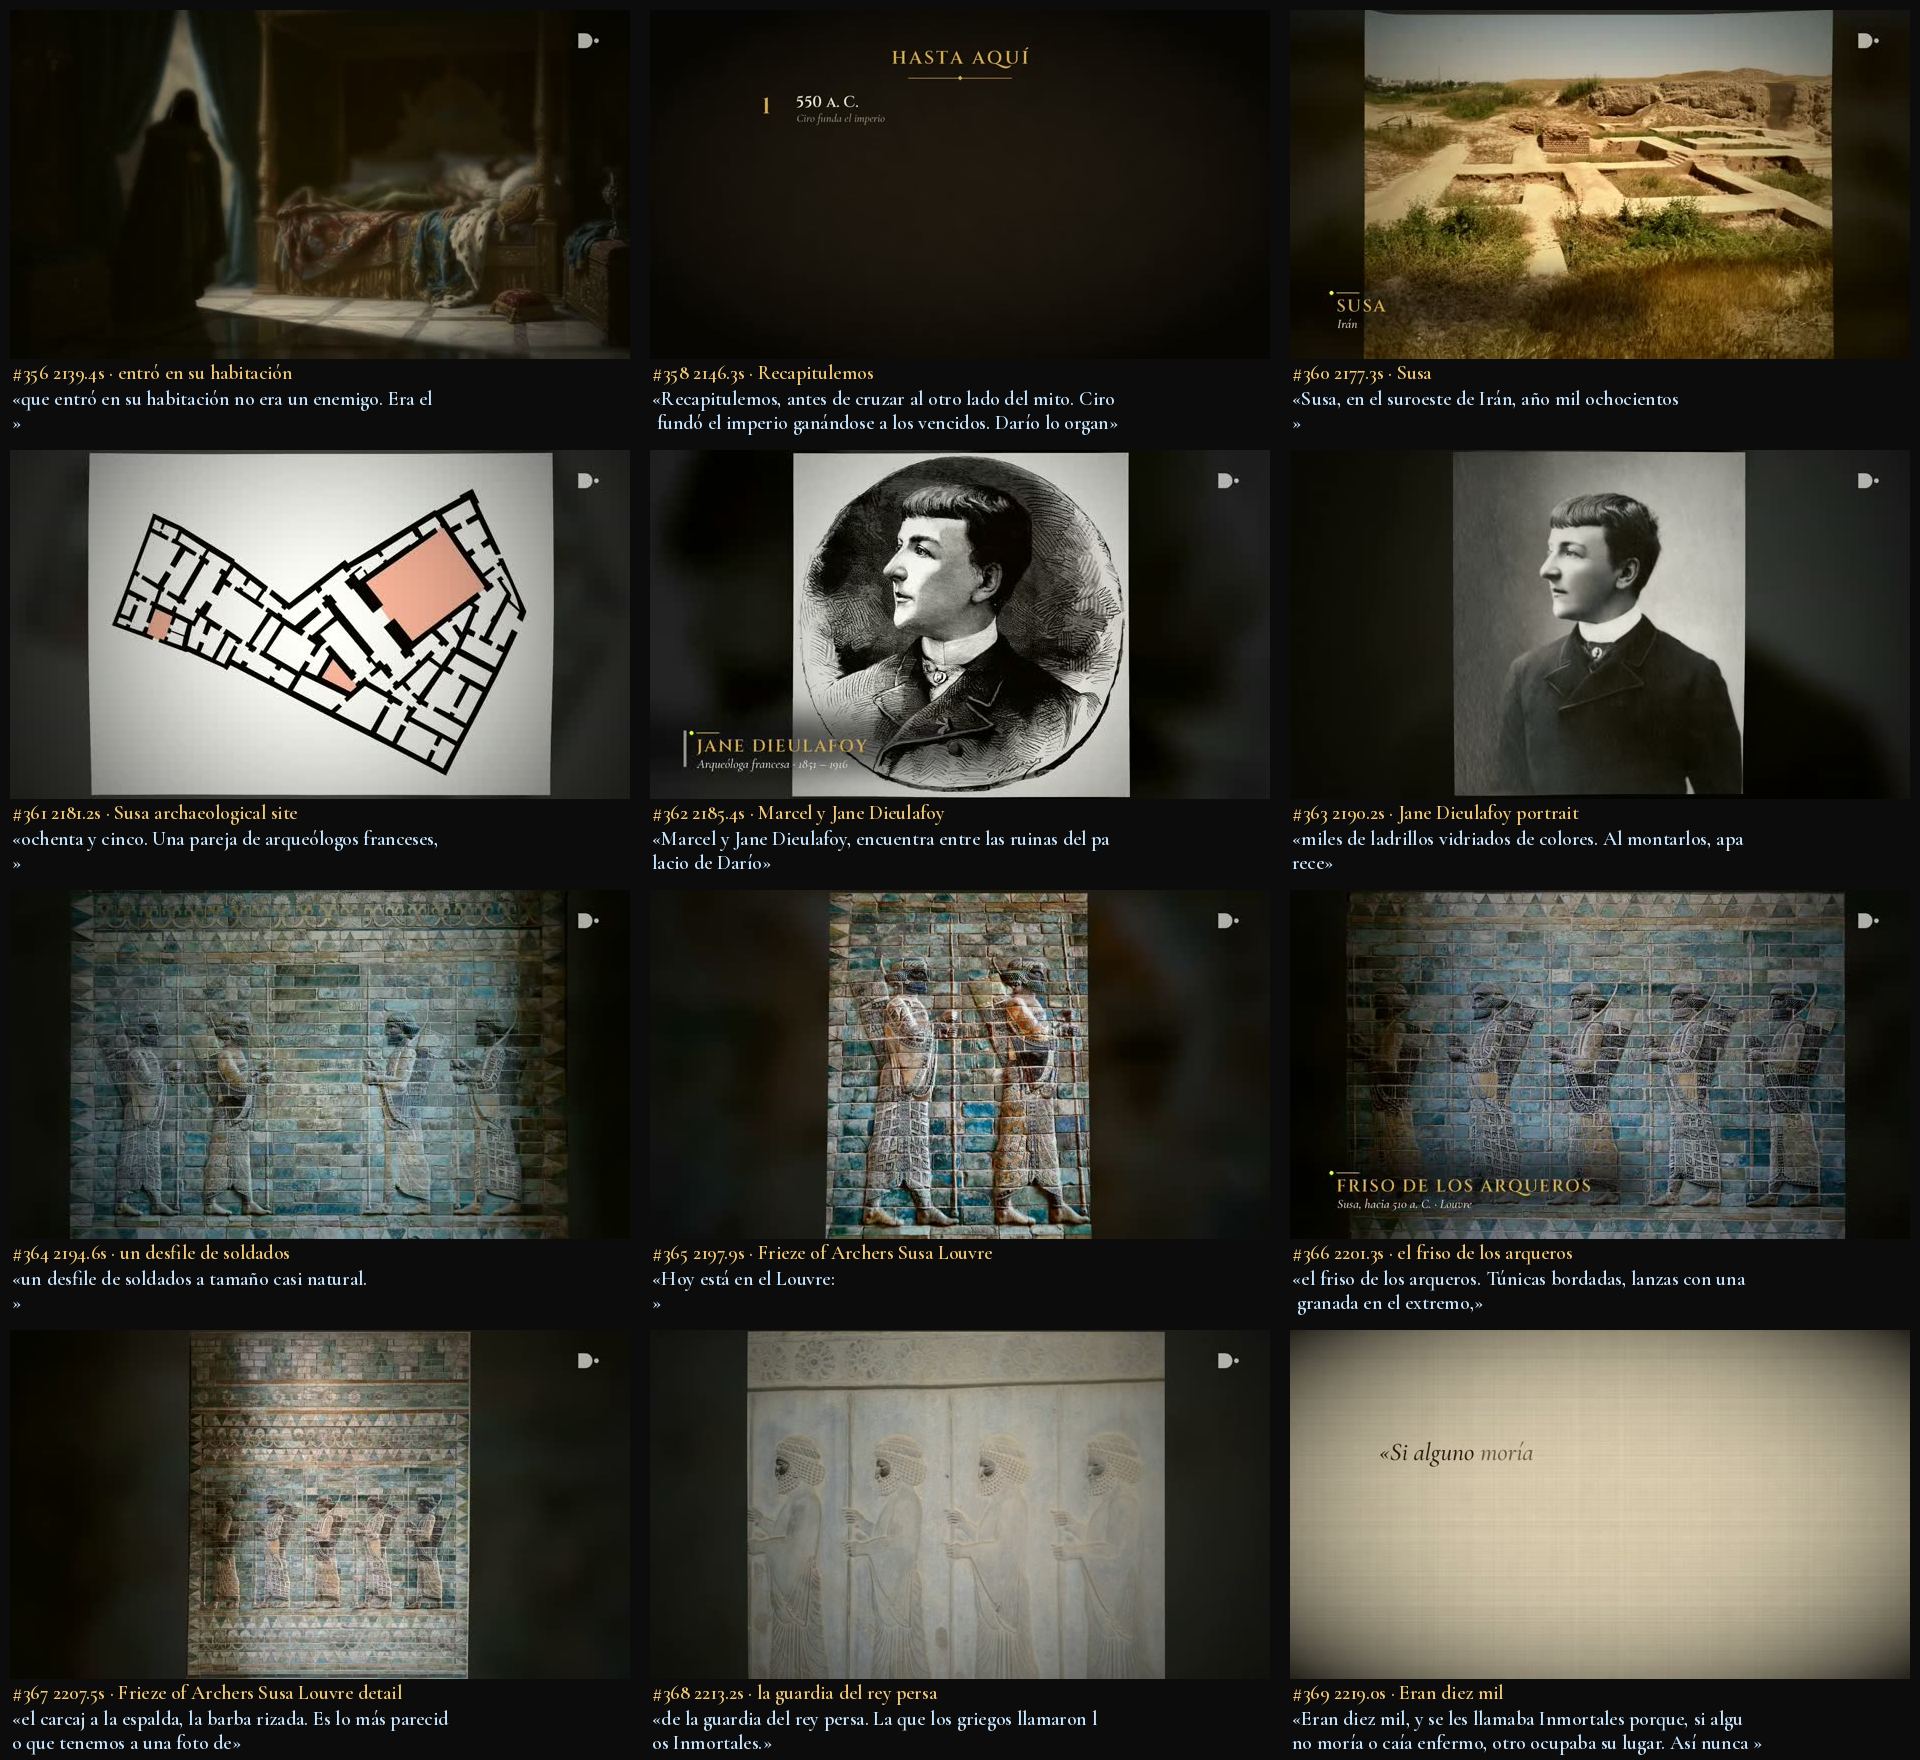 HASTA AQUÍ
1
550 A. C.
Ciro funda el imperio
SUSA
Irán
#356 2139.4s · entró en su habitación
«que entró en su habitación no era un enemigo. Era el
»
#358 2146.3s · Recapitulemos
«Recapitulemos, antes de cruzar al otro lado del mito. Ciro
fundó el imperio ganándose a los vencidos. Darío lo organ»
#360 2177.3s · Susa
«Susa, en el suroeste de Irán, año mil ochocientos
»
JANE DIEULAFOY
Arqueóloga francesa · 1851 – 1916
#361 2181.2s · Susa archaeological site
«ochenta y cinco. Una pareja de arqueólogos franceses,
»
#362 2185.4s · Marcel y Jane Dieulafoy
«Marcel y Jane Dieulafoy, encuentra entre las ruinas del pa
lacio de Darío»
#363 2190.2s · Jane Dieulafoy portrait
«miles de ladrillos vidriados de colores. Al montarlos, apa
rece»
FRISO DE LOS ARQUEROS
Susa, hacia 510 a. C. · Louvre
#364 2194.6s · un desfile de soldados
«un desfile de soldados a tamaño casi natural.
»
#365 2197.9s · Frieze of Archers Susa Louvre
«Hoy está en el Louvre:
»
#366 2201.3s · el friso de los arqueros
«el friso de los arqueros. Túnicas bordadas, lanzas con una
granada en el extremo,»
«Si alguno moría
#367 2207.5s · Frieze of Archers Susa Louvre detail
«el carcaj a la espalda, la barba rizada. Es lo más parecid
o que tenemos a una foto de»
#368 2213.2s · la guardia del rey persa
«de la guardia del rey persa. La que los griegos llamaron l
os Inmortales.»
#369 2219.0s · Eran diez mil
«Eran diez mil, y se les llamaba Inmortales porque, si algu
no moría o caía enfermo, otro ocupaba su lugar. Así nunca »